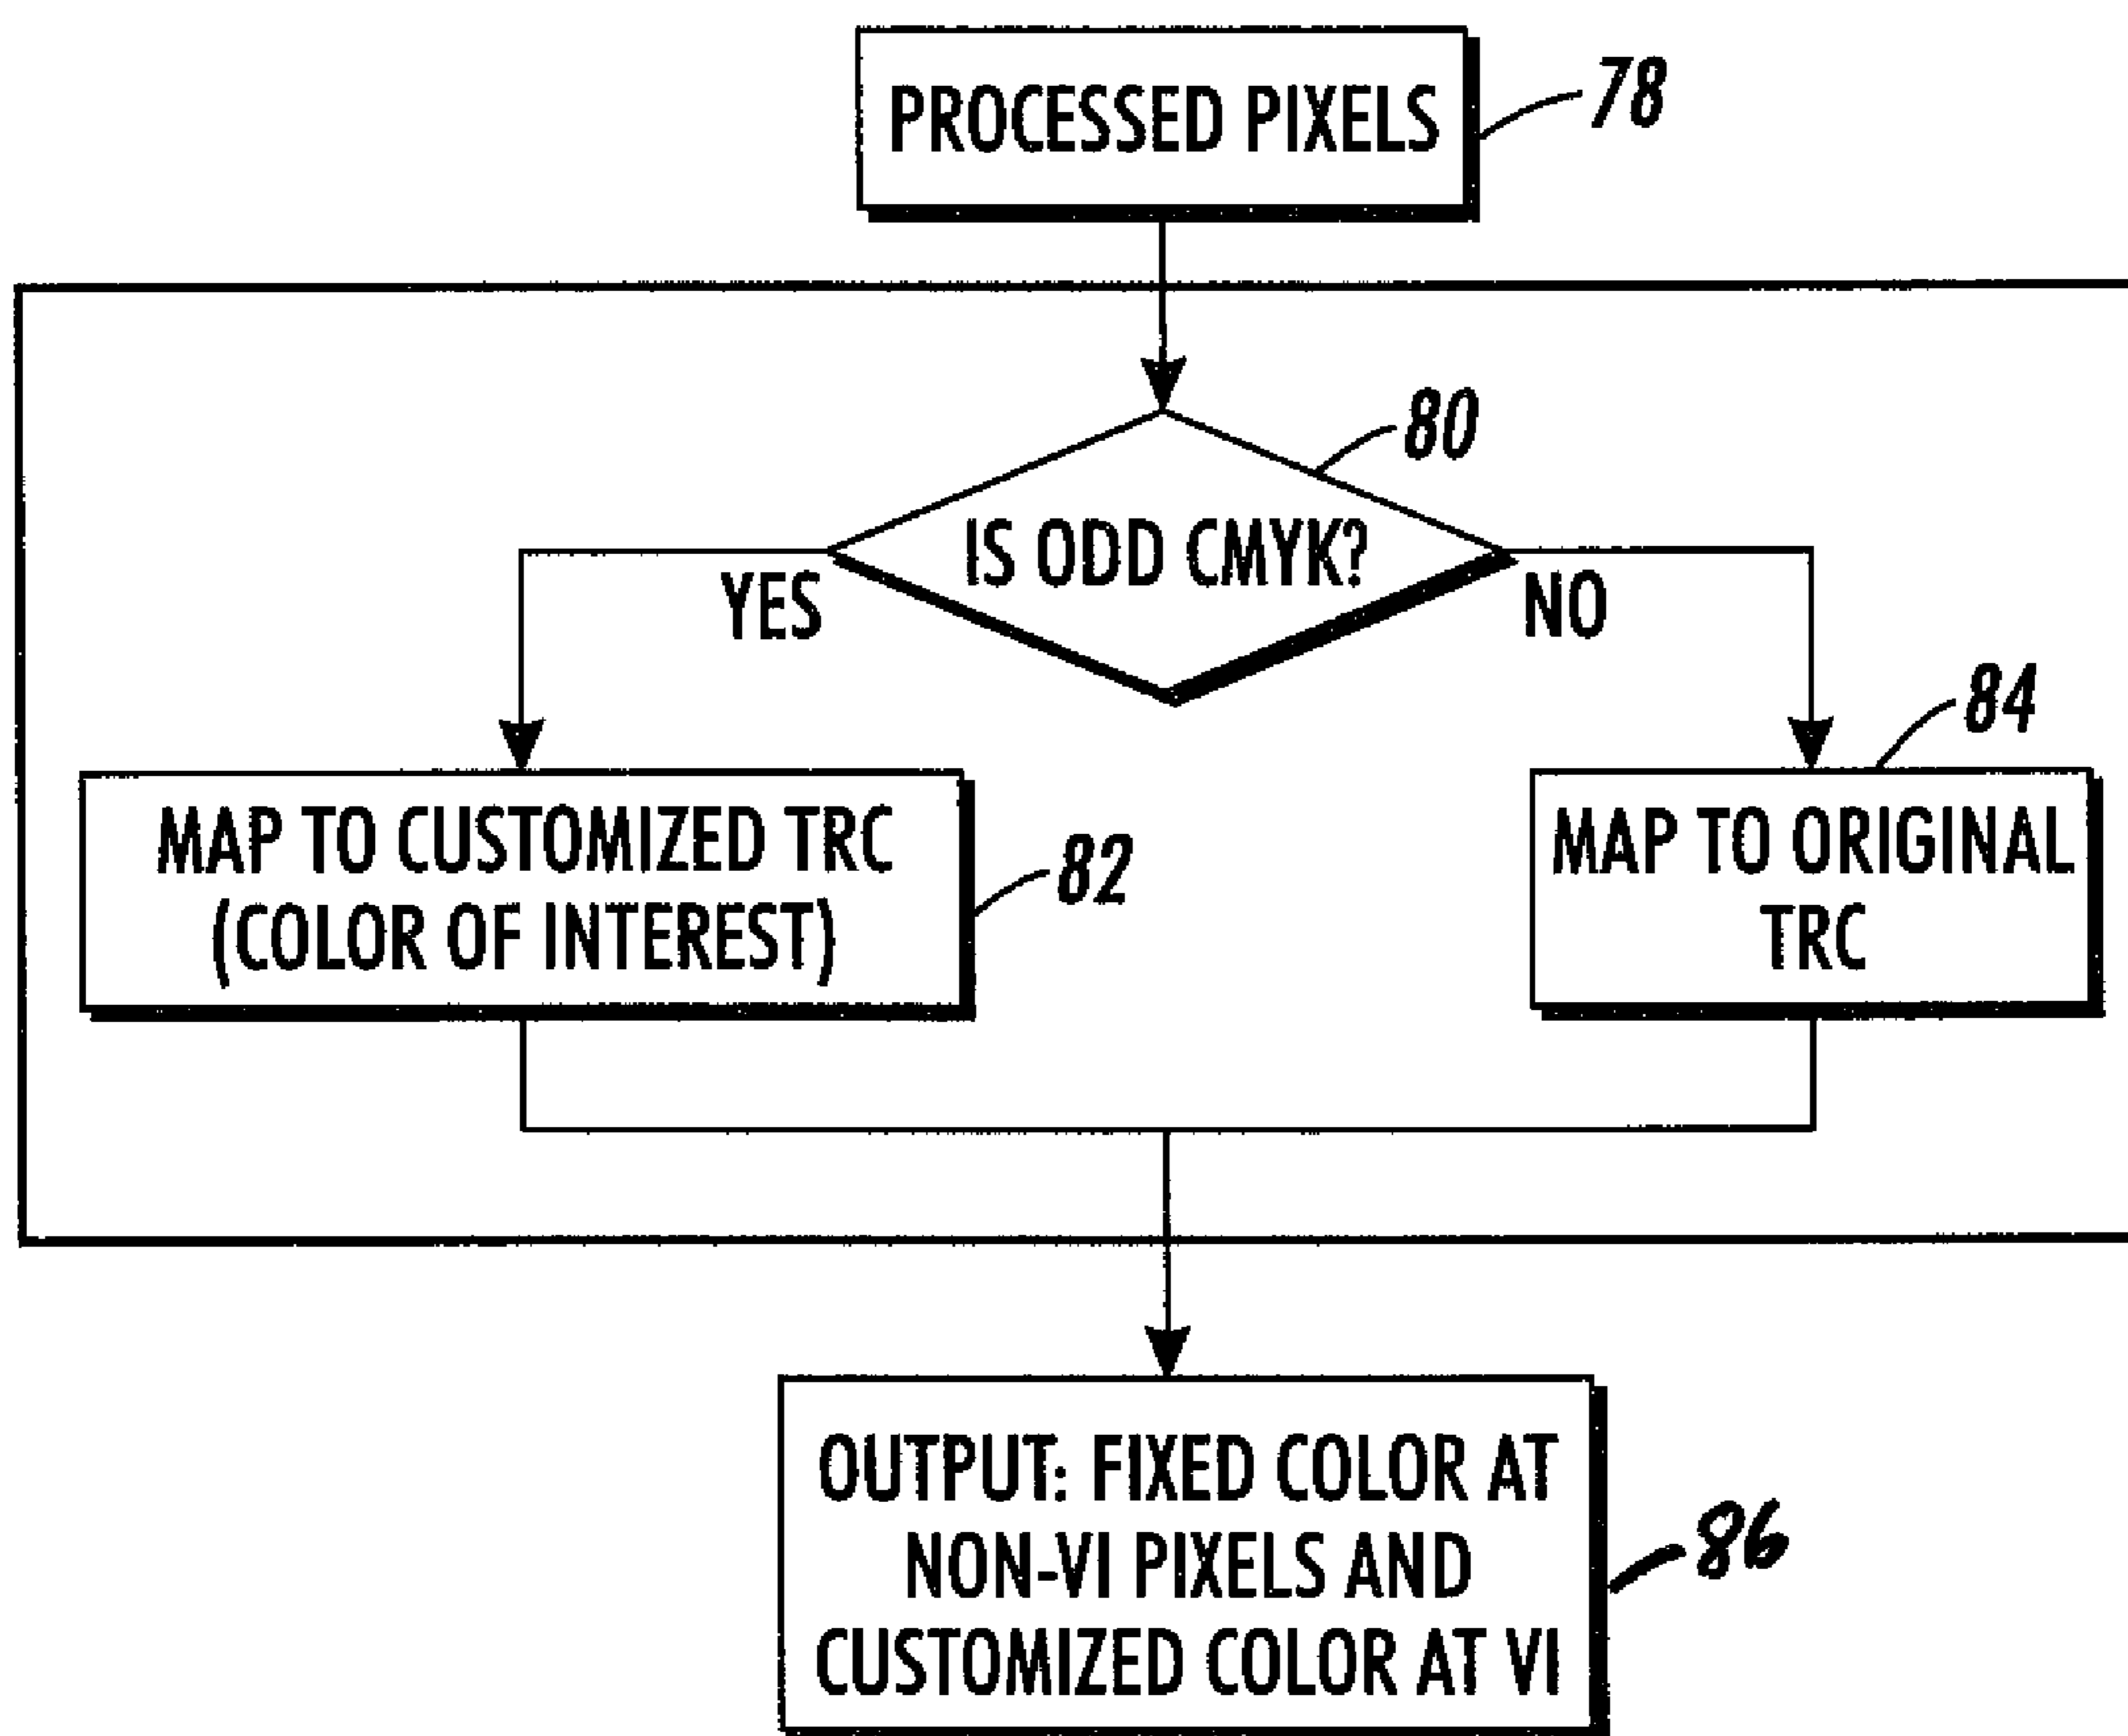 PROCESSED PIXELS
78
80
IS ODD CMYK?
YES
NO
84
MAP TO CUSTOMIZED TRC
(COLOR OF INTEREST)
82
MAP TO ORIGINAL
TRC
OUTPUT: FIXED COLOR AT
NON-VI PIXELS AND
CUSTOMIZED COLOR AT VI
86